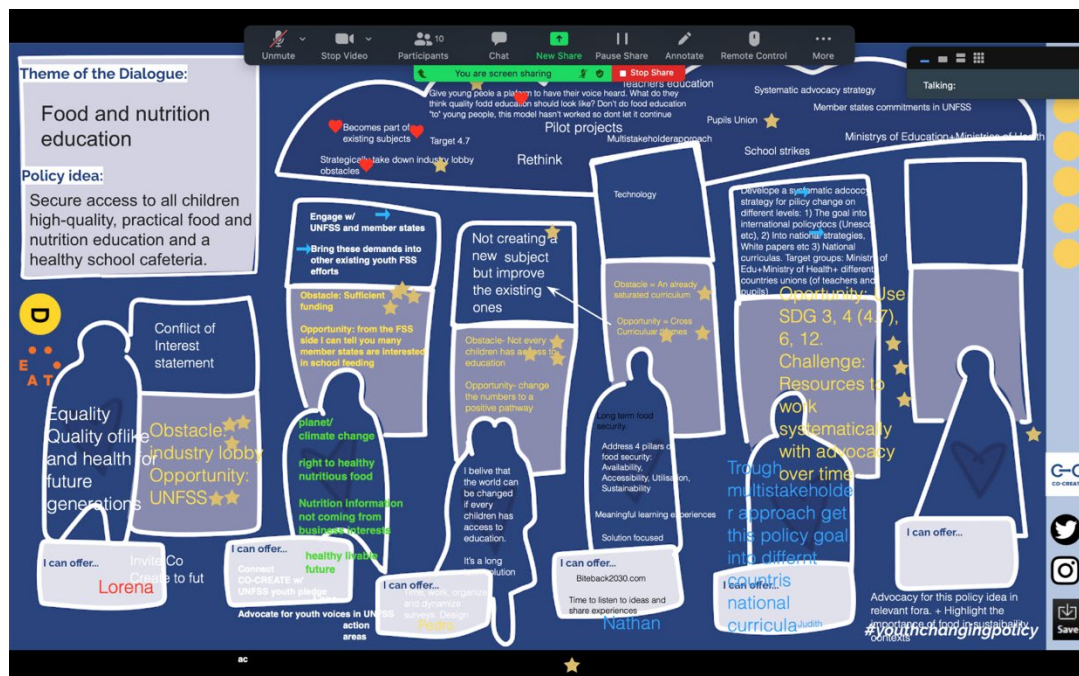 Unmute
Stop Video
Participants
10
Chat
New Share
Pause Share
Annotate
Remote Control
More
You are screen sharing
Stop Share
Talking:
Theme of the Dialogue:
Food and nutrition
education
Policy idea:
Secure access to all children
high-quality, practical food and
nutrition education and a
healthy school cafeteria.
Teachers education
Give young peole a platform to have their voice heard. What do they
think quality fodd education should look like? Don't do food education
"to" young people, this model hasn't worked so dont let it continue
Systematic advocacy strategy
Member states commitments in UNFSS
Becomes part of
existing subjects
Target 4.7
Pilot projects
Pupils Union
Multistakeholderapproach
Ministrys of Education+Ministries of Health
Strategically take down industry lobby
obstacles
Rethink
School strikes
D
E
A T
Conflict of
Interest
statement
Equality
Quality oflike
and health for
future
generations
Obstacle:
industry lobby
Opportunity:
UNFSS
I can offer...
Lorena
Invite Co
Create to fut
Engage w/
UNFSS and member states
Bring these demands into
other existing youth FSS
efforts
Obstacle: Sufficient
funding
Opportunity: from the FSS
side I can tell you many
member states are interested
in school feeding
planet/
climate change
right to healthy
nutritious food
Nutrition information
not coming from
business interests
healthy livable
future
I can offer...
Connect
CO-CREATE w/
UNFSS youth pledge
Advocate for youth voices in UNFSS
action
areas
Not creating a
new subject
but improve
the existing
ones
Obstacle- Not every
children has access to
education
Opportunity- change
the numbers to a
positive pathway
I belive that
the world can
be changed
if every
children has
access to
education.
It's a long
solution
I can offer...
Time, work, organize
and dynamize
surveys. Design
Technology
Obstacle = An already
saturated curriculum
Opportunity = Cross
Curricular
Long term food
security.
Address 4 pillars of
food security:
Availability,
Accessibility, Utilisation,
Sustainability
Meaningful learning experiences
Solution focused
I can offer...
Biteback2030.com
Time to listen to ideas and
share experiences
Nathan
Develope a systematic adcoccy
strategy for pilicy change on
different levels: 1) The goal into
international policydocs (Unesco
etc), 2) Into national strategies,
White papers etc 3) National
curriculas. Target groups: Ministry of
Edu+Ministry of Health+ different
countries unions (of teachers and
pupils)
Oportunity: Use
SDG 3, 4 (4.7),
6, 12.
Challenge:
Resources to
work
systematically
with advocacy
over time
Trough
multistakeholde
r approach get
this policy goal
into differnt
countris
national
curricula
Judith
I can offer...
I can offer...
Advocacy for this policy idea in
relevant fora. + Highlight the
importance of food in sustaibaility
contexts
#youthchangingpolicy
CO-CREATE
Save
ac